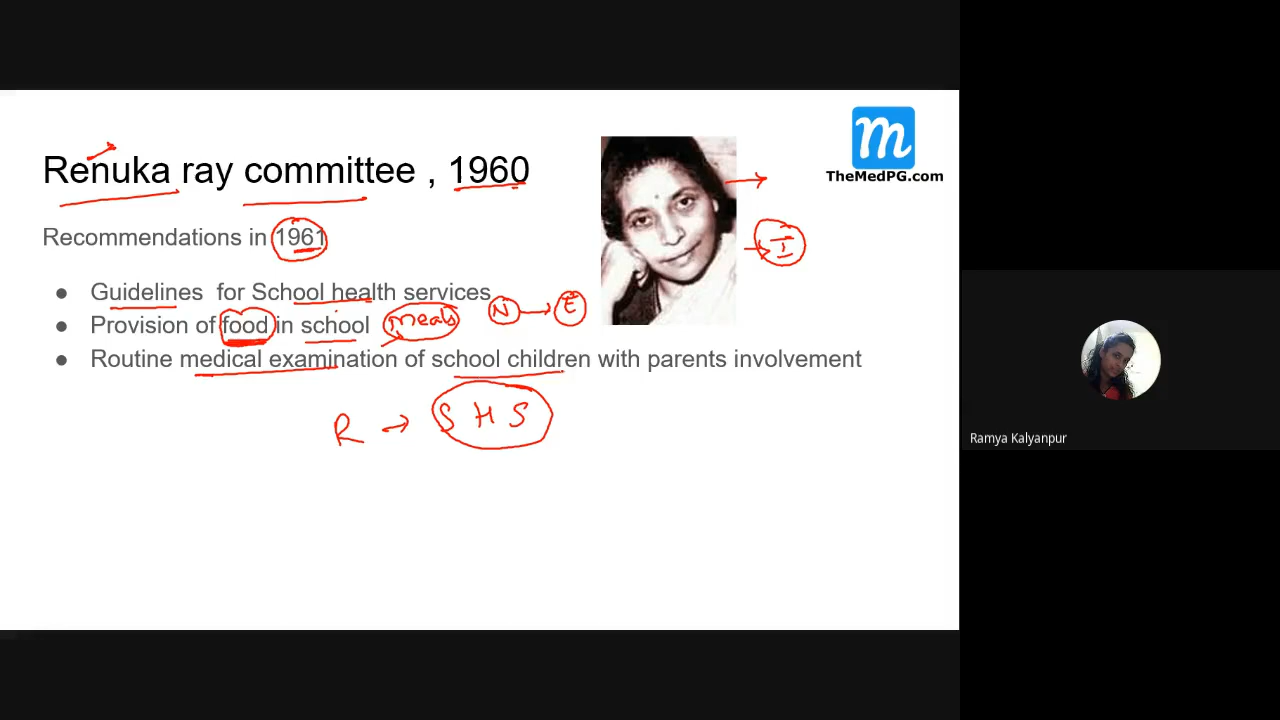 Renuka ray committee , 1960
TheMedPG.com
Recommendations in 1961
● Guidelines for School health services
● Provision of food in school meals N → E
● Routine medical examination of school children with parents involvement
R → S H S
I
Ramya Kalyanpur